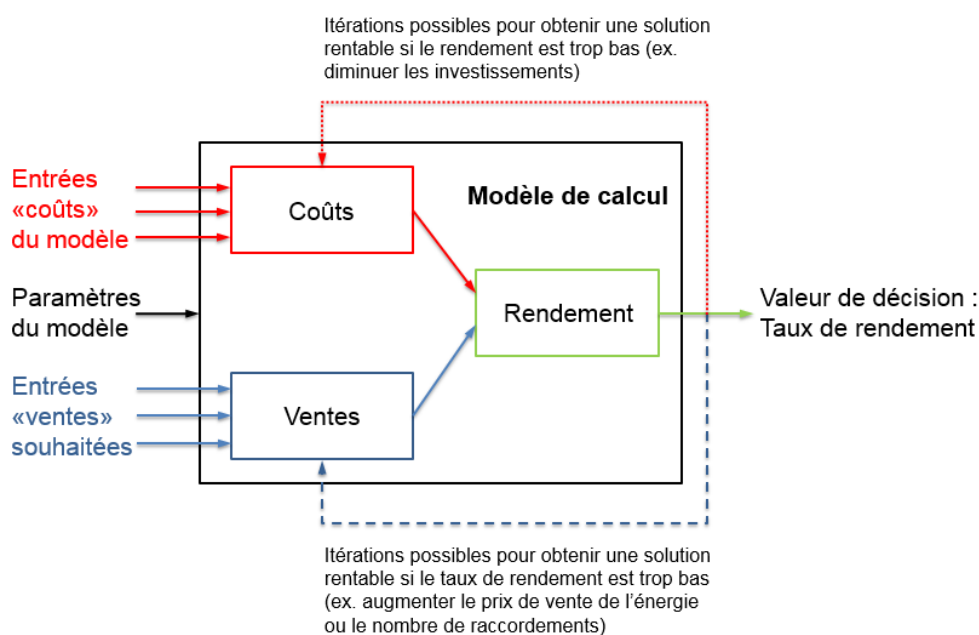 Itérations possibles pour obtenir une solution
rentable si le rendement est trop bas (ex.
diminuer les investissements)
Entrées
«coûts»
du modèle
Coûts
Modèle de calcul
Paramètres
du modèle
Rendement
Valeur de décision :
Taux de rendement
Entrées
«ventes»
souhaitées
Ventes
Itérations possibles pour obtenir une solution
rentable si le taux de rendement est trop bas
(ex. augmenter le prix de vente de l’énergie
ou le nombre de raccordements)